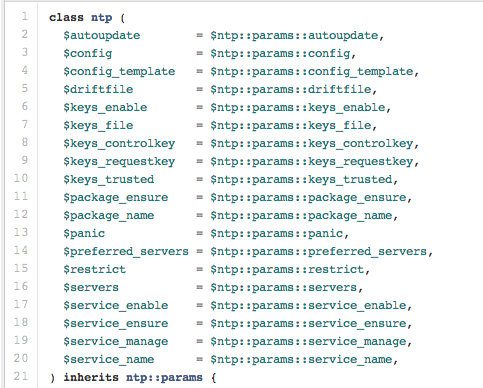 1 class ntp (
2   $autoupdate        = $ntp::params::autoupdate,
3   $config            = $ntp::params::config,
4   $config_template   = $ntp::params::config_template,
5   $driftfile         = $ntp::params::driftfile,
6   $keys_enable       = $ntp::params::keys_enable,
7   $keys_file         = $ntp::params::keys_file,
8   $keys_controlkey   = $ntp::params::keys_controlkey,
9   $keys_requestkey   = $ntp::params::keys_requestkey,
10   $keys_trusted      = $ntp::params::keys_trusted,
11   $package_ensure    = $ntp::params::package_ensure,
12   $package_name      = $ntp::params::package_name,
13   $panic             = $ntp::params::panic,
14   $preferred_servers = $ntp::params::preferred_servers,
15   $restrict          = $ntp::params::restrict,
16   $servers           = $ntp::params::servers,
17   $service_enable    = $ntp::params::service_enable,
18   $service_ensure    = $ntp::params::service_ensure,
19   $service_manage    = $ntp::params::service_manage,
20   $service_name      = $ntp::params::service_name,
21 ) inherits ntp::params {